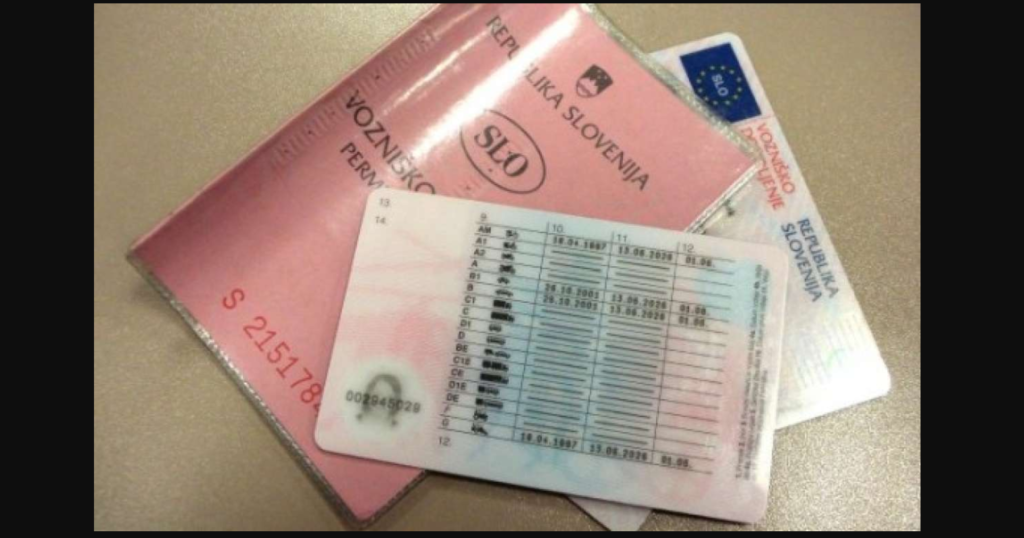 REPUBLIKA SLOVENIJA
SLO
VOZNIŠKO
PERM
S 215178
SLO
VOZNIŠKO
REPUBLIKA
SLOVENIJA
13.
14.
9. 10. 11. 12.
AM 18.04.1997 13.06.2026 01.06.
A1
A2
A
B1
B 26.10.2001 13.06.2026 01.06.
C1 26.10.2001 13.06.2026 01.06.
C
D1
D
BE
C1E
CE
D1E
DE
F
G 18.04.1997 13.06.2026 01.06.
12.
002945029